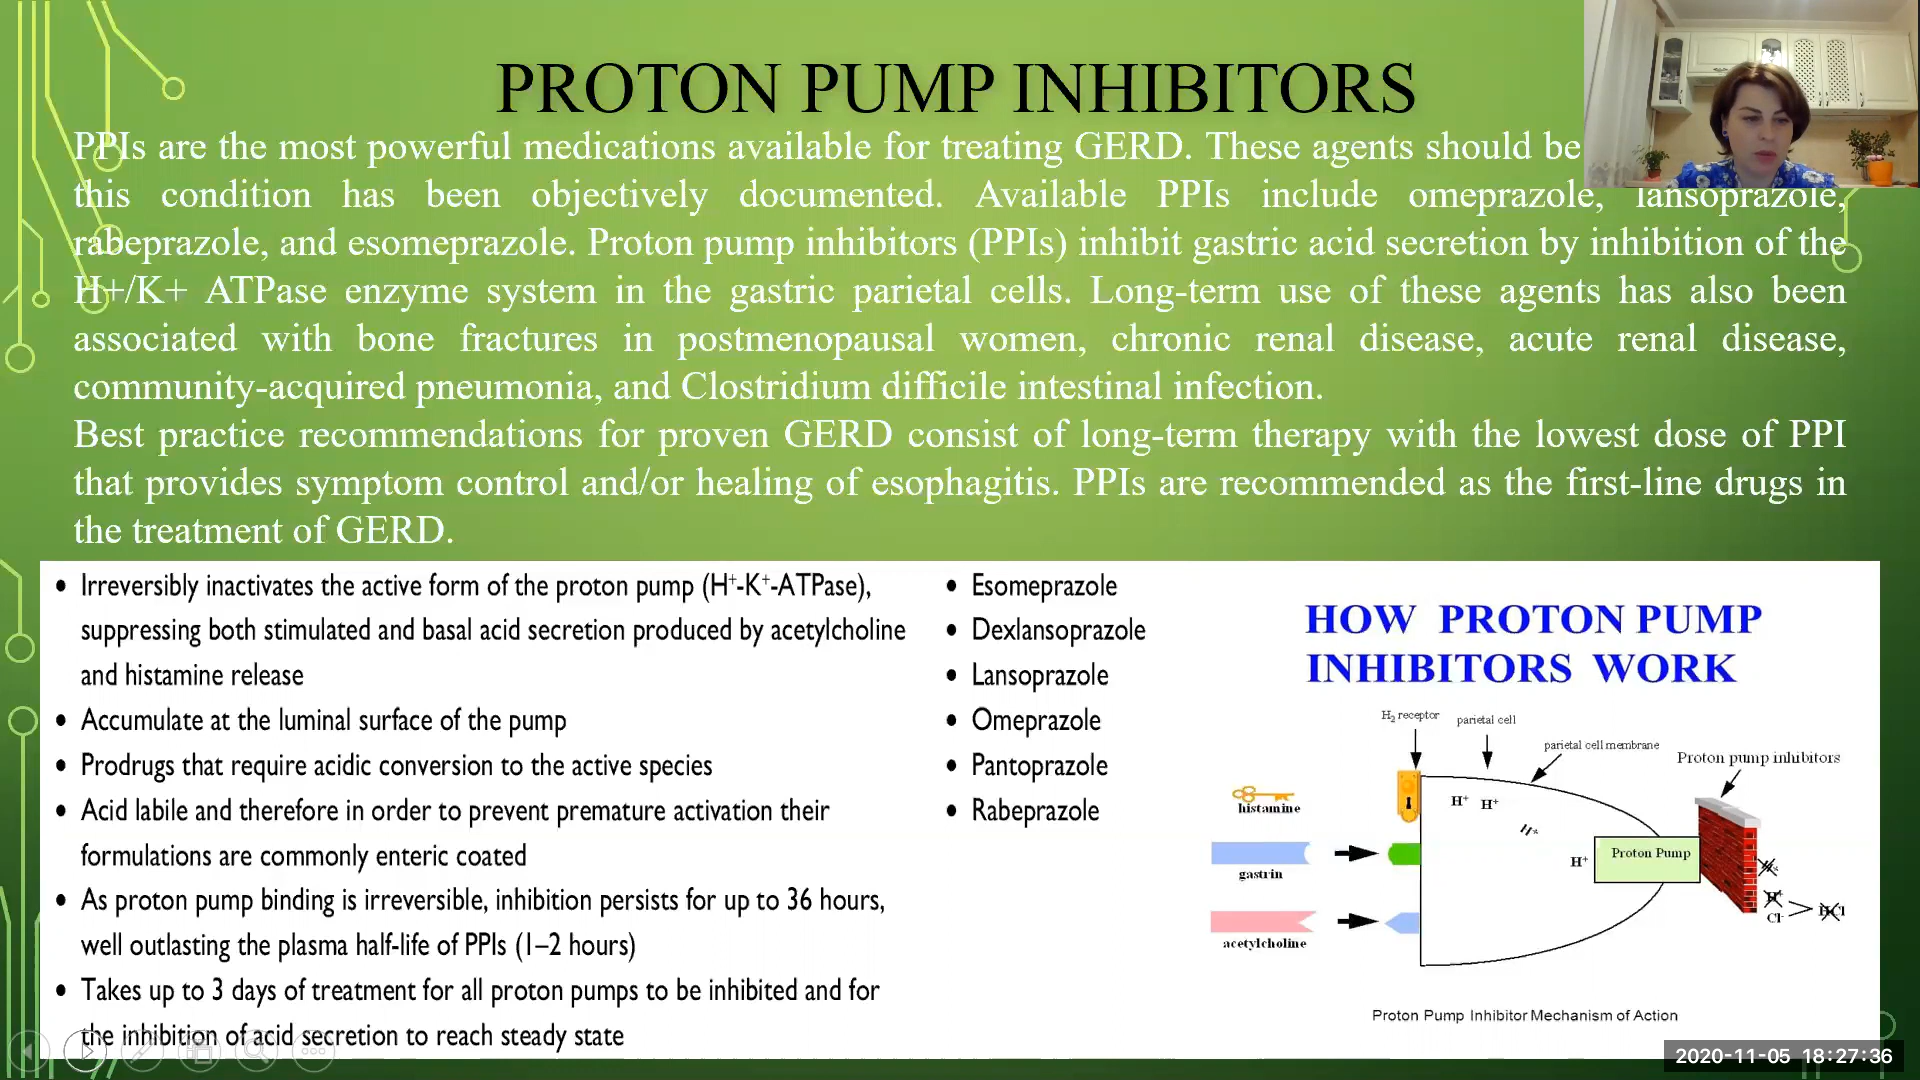 PROTON PUMP INHIBITORS
PPIs are the most powerful medications available for treating GERD. These agents should be
this condition has been objectively documented. Available PPIs include omeprazole, lansoprazole,
rabeprazole, and esomeprazole. Proton pump inhibitors (PPIs) inhibit gastric acid secretion by inhibition of the
H+/K+ ATPase enzyme system in the gastric parietal cells. Long-term use of these agents has also been
associated with bone fractures in postmenopausal women, chronic renal disease, acute renal disease,
community-acquired pneumonia, and Clostridium difficile intestinal infection.
Best practice recommendations for proven GERD consist of long-term therapy with the lowest dose of PPI
that provides symptom control and/or healing of esophagitis. PPIs are recommended as the first-line drugs in
the treatment of GERD.
• Irreversibly inactivates the active form of the proton pump (H⁺-K⁺-ATPase),
suppressing both stimulated and basal acid secretion produced by acetylcholine
and histamine release
• Accumulate at the luminal surface of the pump
• Prodrugs that require acidic conversion to the active species
• Acid labile and therefore in order to prevent premature activation their
formulations are commonly enteric coated
• As proton pump binding is irreversible, inhibition persists for up to 36 hours,
well outlasting the plasma half-life of PPIs (1–2 hours)
• Takes up to 3 days of treatment for all proton pumps to be inhibited and for
the inhibition of acid secretion to reach steady state
• Esomeprazole
• Dexlansoprazole
• Lansoprazole
• Omeprazole
• Pantoprazole
• Rabeprazole
HOW PROTON PUMP
INHIBITORS WORK
H₂ receptor
parietal cell
parietal cell membrane
Proton pump inhibitors
histamine
H⁺ H⁺
H⁺
H⁺
Proton Pump
gastrin
acetylcholine
H⁺
H⁺
Cl⁻
HCl
Proton Pump Inhibitor Mechanism of Action
2020-11-05 18:27:36